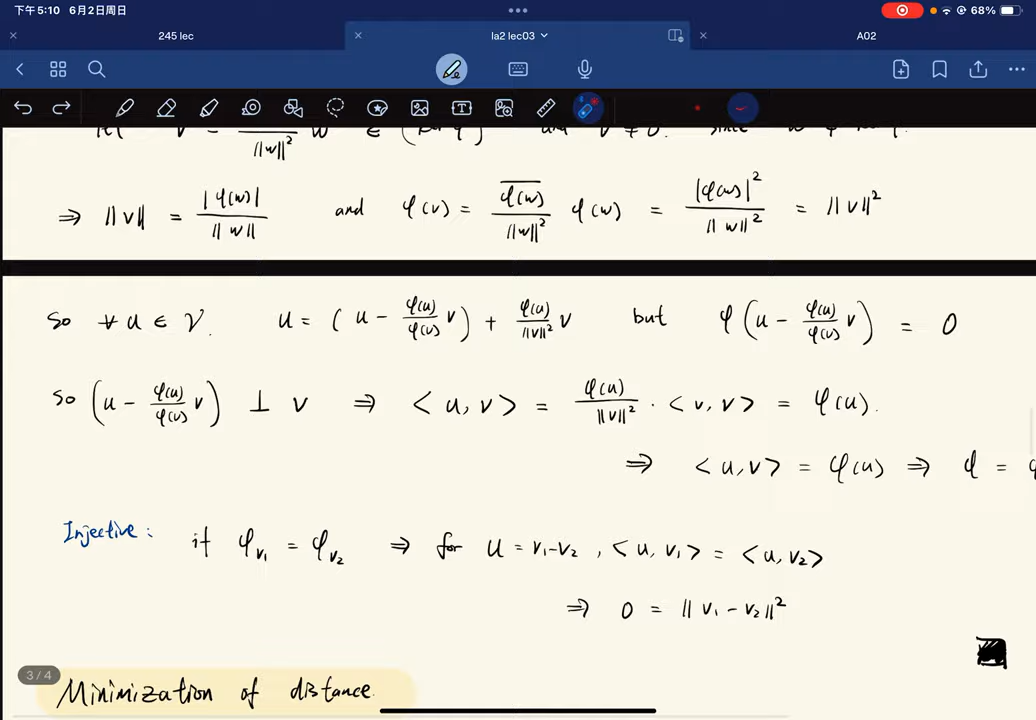 下午5:10 6月2日周日
68%
245 lec
la2 lec03
A02
T
‖w‖²
⇒ ‖v‖ = |φ(w)| / ‖w‖ and φ(v) = \overline{φ(w)} / ‖w‖² φ(w) = |φ(w)|² / ‖w‖² = ‖v‖²
So ∀ u ∈ V. u = (u - φ(u)/φ(v) v) + φ(u)/‖v‖² v but φ(u - φ(u)/φ(v) v) = 0
So (u - φ(u)/φ(v) v) ⊥ v ⇒ <u, v> = φ(u)/‖v‖² · <v, v> = φ(u).
⇒ <u, v> = φ(u) ⇒ φ =
Injective: if φ_{v₁} = φ_{v₂} ⇒ for u = v₁-v₂, <u, v₁> = <u, v₂>
⇒ 0 = ‖v₁ - v₂‖²
3 / 4
Minimization of distance.